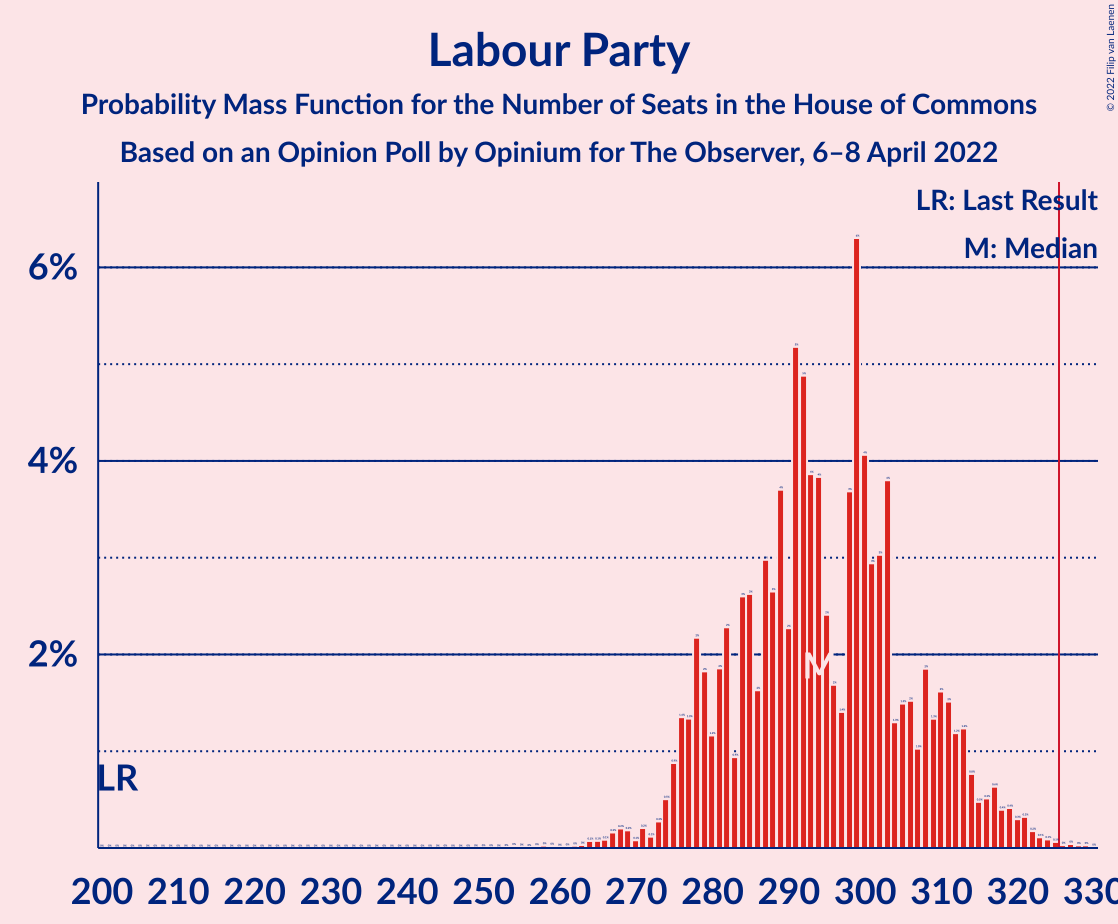 Labour Party
Probability Mass Function for the Number of Seats in the House of Commons
Based on an Opinion Poll by Opinium for The Observer, 6–8 April 2022
© 2022 Filip van Laenen
LR: Last Result
M: Median
6%
4%
2%
M
LR
200 210 220 230 240 250 260 270 280 290 300 310 320 330